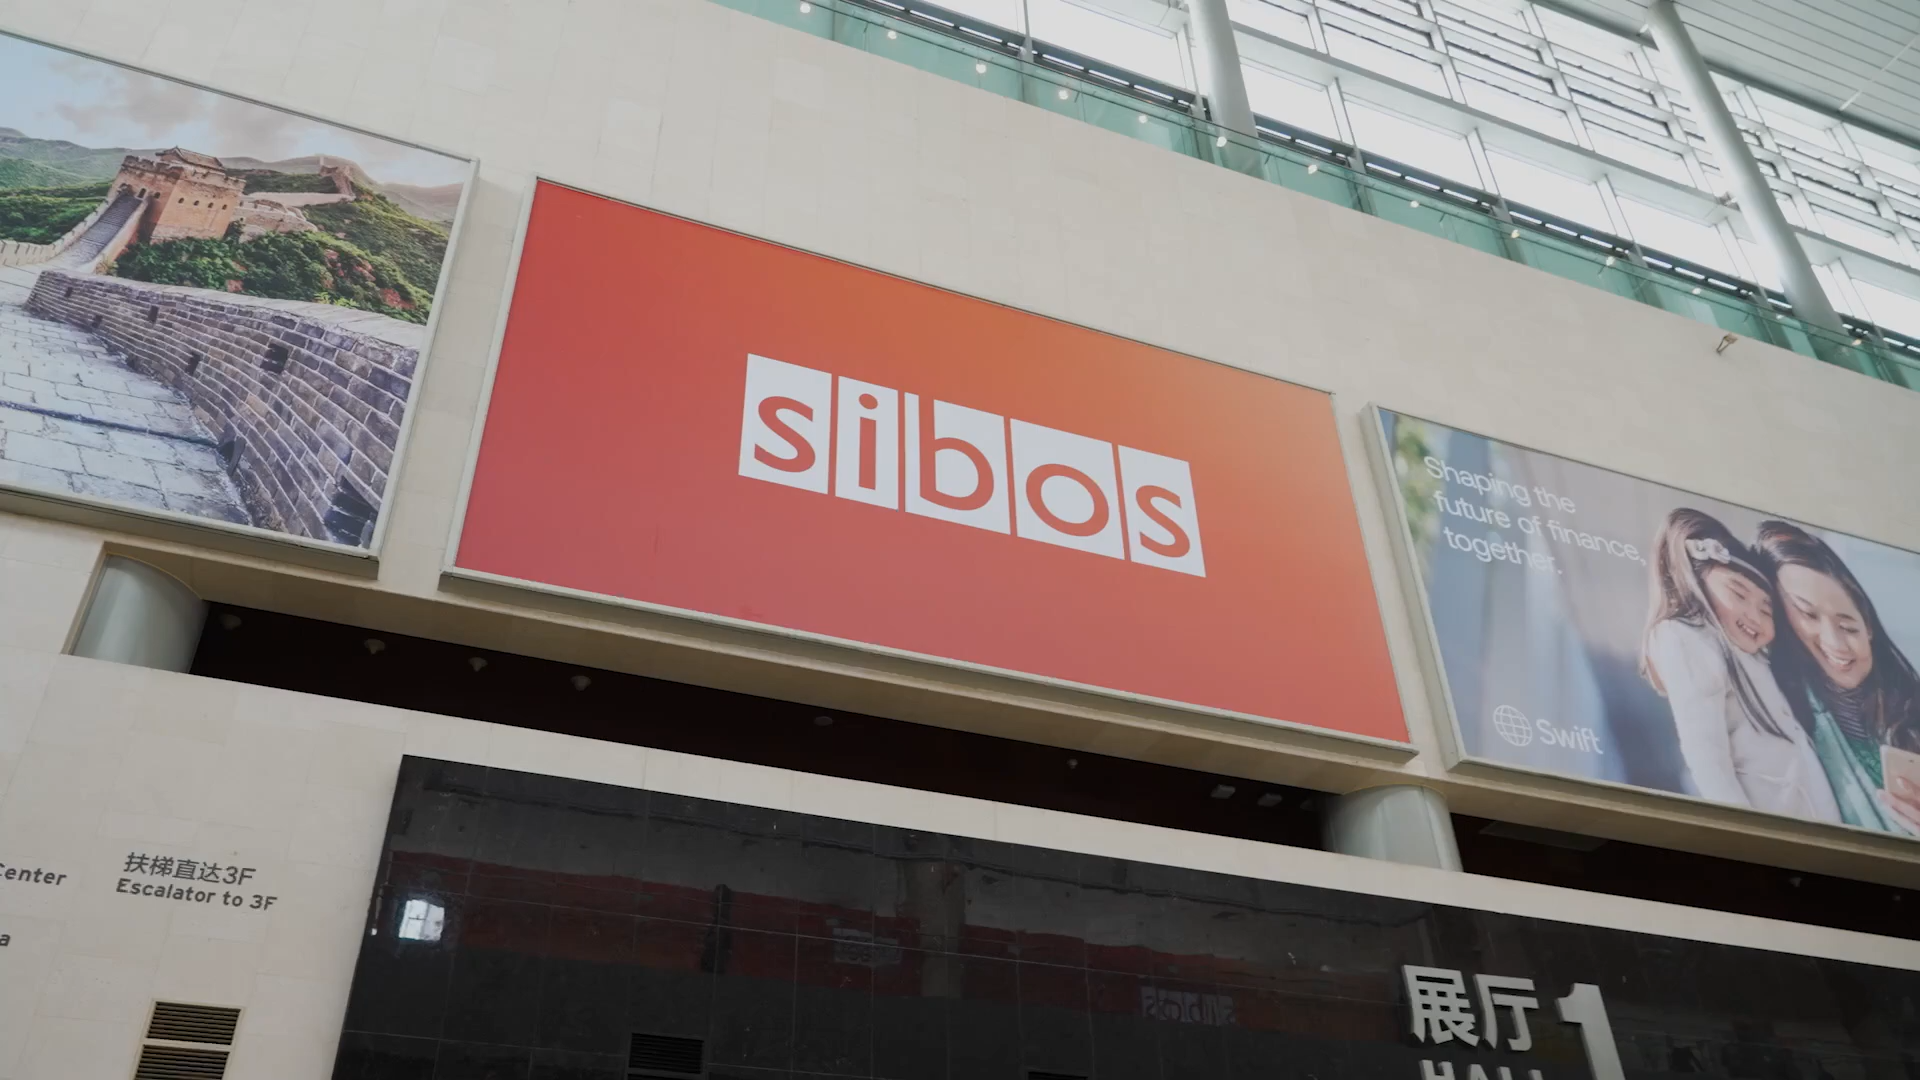 sibos
Shaping the
future of finance,
together.
Swift
扶梯直达3F
Escalator to 3F
Center
a
展厅 1
HALL